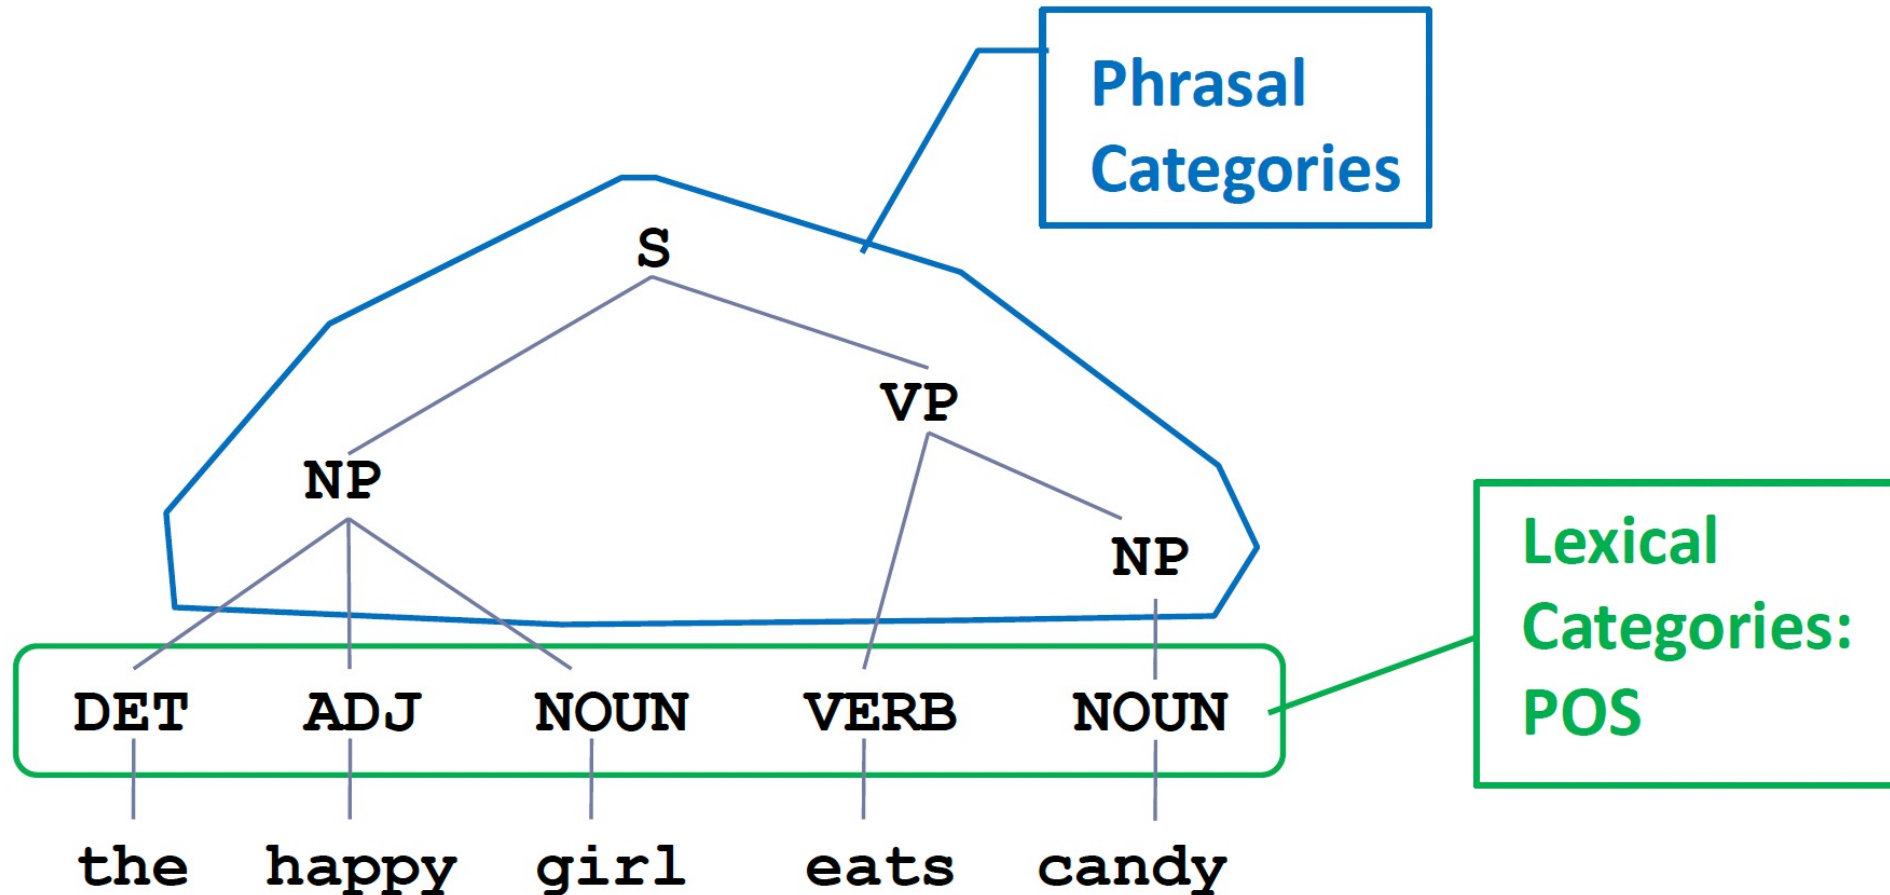 Phrasal
Categories
S
VP
NP
NP
Lexical
Categories:
POS
DET ADJ NOUN VERB NOUN
the happy girl eats candy